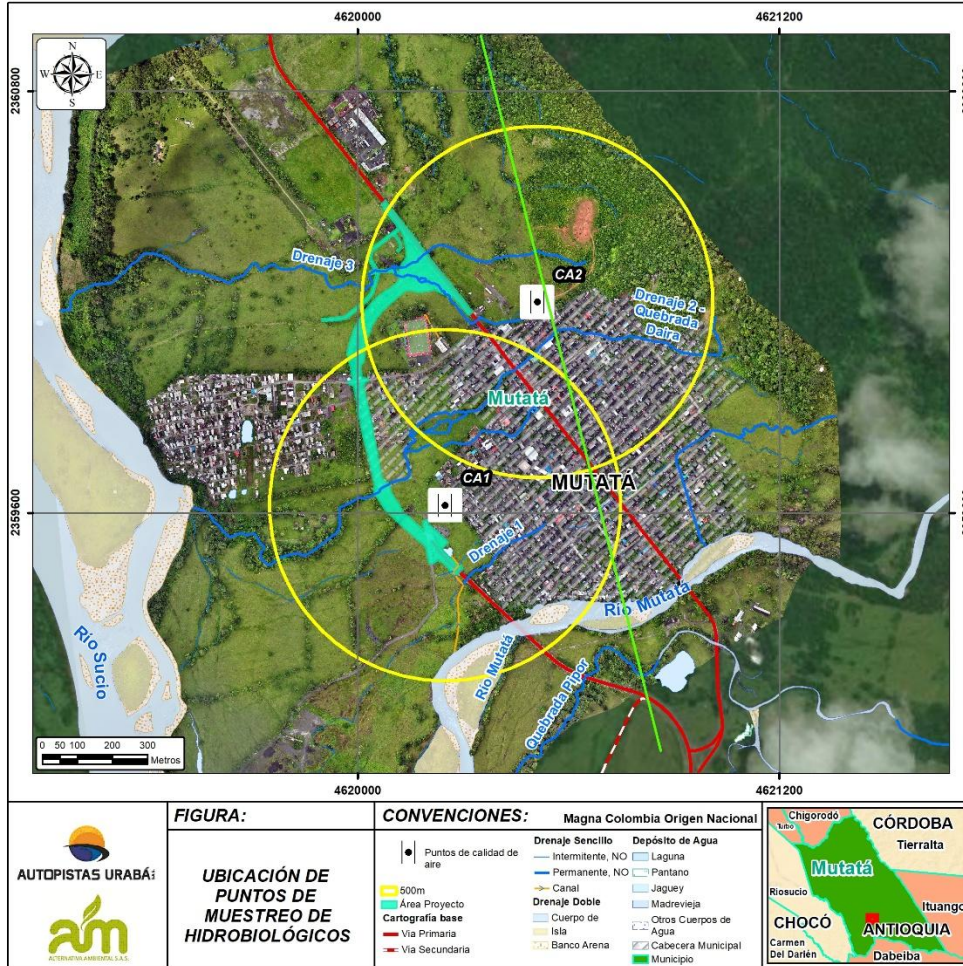 4620000
4621200
N
W E
S
2360800
Drenaje 3
CA2
Drenaje 2 -
Quebrada
Daira
Mutatá
CA1
MUTATÁ
2359600
Drenaje 1
Río Mutatá
Río Sucio
Río Mutatá
Quebrada Pipor
0 50 100 200 300
Metros
4620000
4621200
AUTOPISTAS URABÁ S.A.S.
am
ALTERNATIVA AMBIENTAL S.A.S.
FIGURA:
UBICACIÓN DE
PUNTOS DE
MUESTREO DE
HIDROBIOLÓGICOS
CONVENCIONES:
Magna Colombia Origen Nacional
Puntos de calidad de
aire
500m
Área Proyecto
Cartografía base
Via Primaria
Via Secundaria
Drenaje Sencillo
Intermitente, NO
Permanente, NO
Canal
Drenaje Doble
Cuerpo de
Isla
Banco Arena
Depósito de Agua
Laguna
Pantano
Jaguey
Madrevieja
Otros Cuerpos de
Agua
Cabecera Municipal
Municipio
Chigorodó
Turbo
CÓRDOBA
Tierralta
Mutatá
Riosucio
Ituango
CHOCÓ
ANTIOQUIA
Carmen
Del Darién
Dabeiba